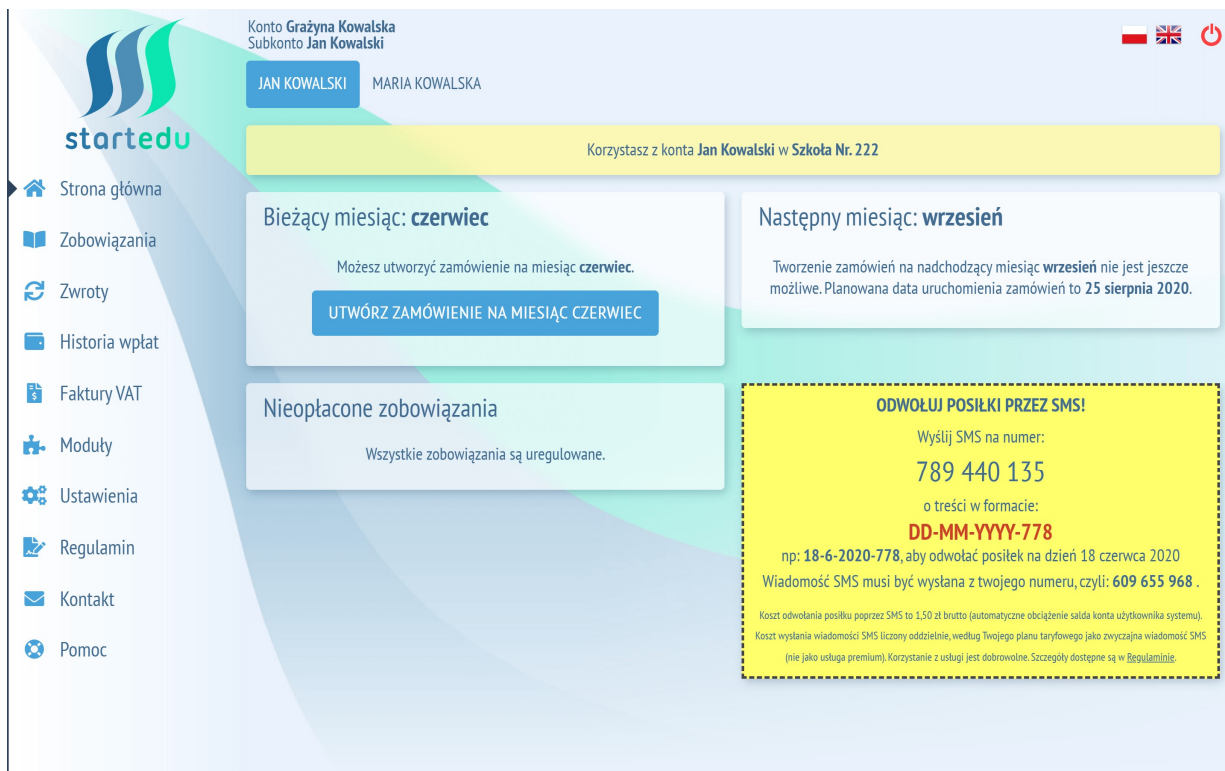 Konto Grażyna Kowalska
Subkonto Jan Kowalski
JAN KOWALSKI
MARIA KOWALSKA
startedu
Korzystasz z konta Jan Kowalski w Szkoła Nr. 222
Strona główna
Zobowiązania
Zwroty
Historia wpłat
Faktury VAT
Moduły
Ustawienia
Regulamin
Kontakt
Pomoc
Bieżący miesiąc: czerwiec
Możesz utworzyć zamówienie na miesiąc czerwiec.
UTWÓRZ ZAMÓWIENIE NA MIESIĄC CZERWIEC
Następny miesiąc: wrzesień
Tworzenie zamówień na nadchodzący miesiąc wrzesień nie jest jeszcze
możliwe. Planowana data uruchomienia zamówień to 25 sierpnia 2020.
Nieopłacone zobowiązania
Wszystkie zobowiązania są uregulowane.
ODWOŁUJ POSIŁKI PRZEZ SMS!
Wyślij SMS na numer:
789 440 135
o treści w formacie:
DD-MM-YYYY-778
np: 18-6-2020-778, aby odwołać posiłek na dzień 18 czerwca 2020
Wiadomość SMS musi być wysłana z twojego numeru, czyli: 609 655 968 .
Koszt odwołania posiłku poprzez SMS to 1,50 zł brutto (automatyczne obciążenie salda konta użytkownika systemu).
Koszt wysłania wiadomości SMS liczony oddzielnie, według Twojego planu taryfowego jako zwyczajna wiadomość SMS
(nie jako usługa premium). Korzystanie z usługi jest dobrowolne. Szczegóły dostępne są w Regulaminie.